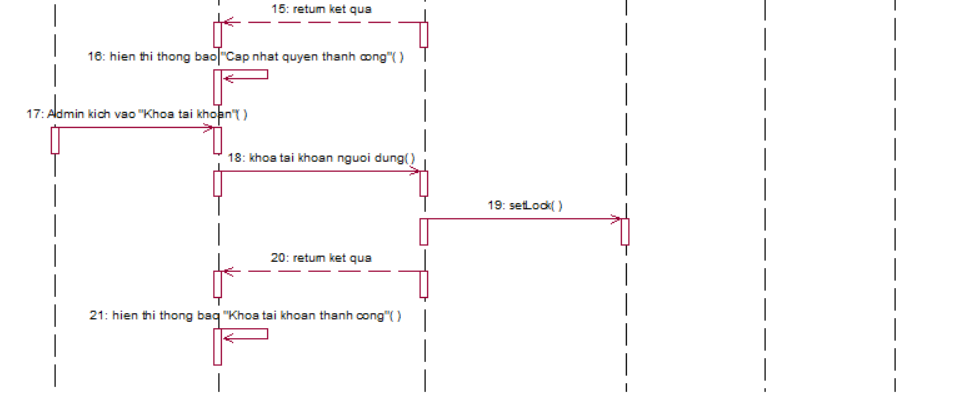 15: return ket qua
16: hien thi thong bao "Cap nhat quyen thanh cong"( )
17: Admin kich vao "Khoa tai khoan"( )
18: khoa tai khoan nguoi dung( )
19: setLock( )
20: return ket qua
21: hien thi thong bao "Khoa tai khoan thanh cong"( )